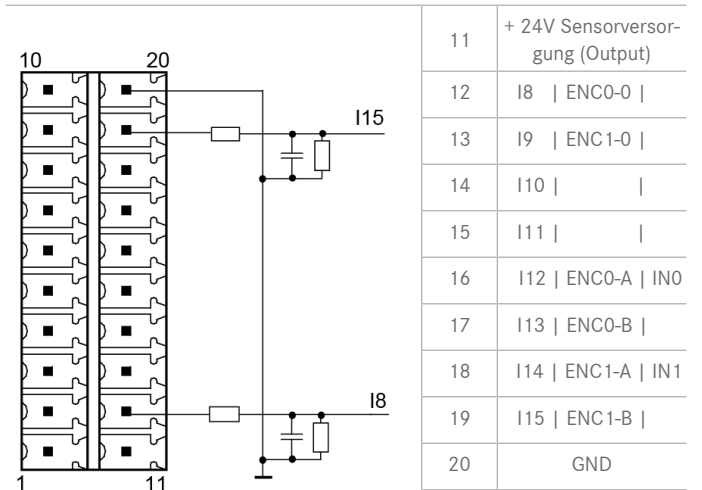 10 20
I15
I8
1 11
11 + 24V Sensorversor-
gung (Output)
12 I8 | ENC0-0 |
13 I9 | ENC1-0 |
14 I10 | |
15 I11 | |
16 I12 | ENC0-A | IN0
17 I13 | ENC0-B |
18 I14 | ENC1-A | IN1
19 I15 | ENC1-B |
20 GND